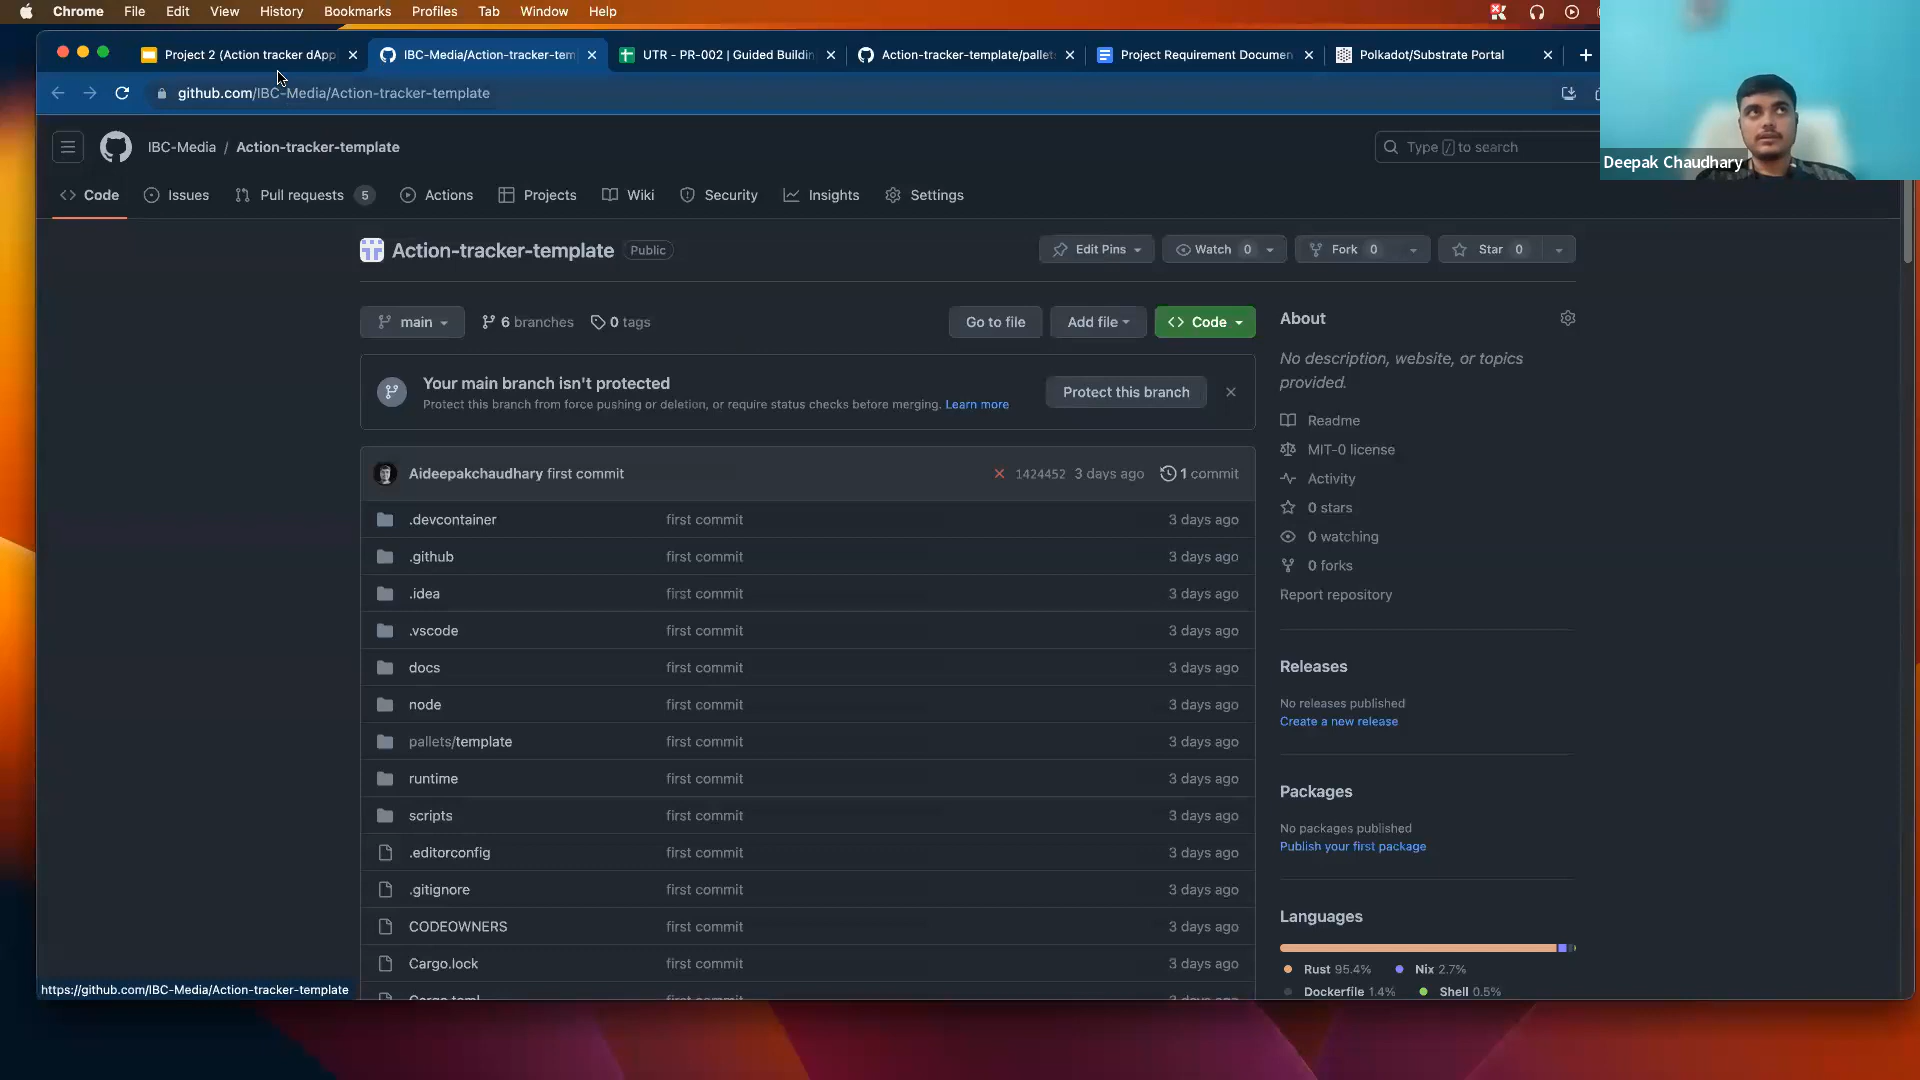 Chrome File Edit View History Bookmarks Profiles Tab Window Help
Project 2 (Action tracker dApp
IBC-Media/Action-tracker-tem
UTR - PR-002 | Guided Buildin
Action-tracker-template/pallet
Project Requirement Documen
Polkadot/Substrate Portal
github.com/IBC-Media/Action-tracker-template
IBC-Media / Action-tracker-template
Type / to search
Deepak Chaudhary
Code Issues Pull requests 5 Actions Projects Wiki Security Insights Settings
Action-tracker-template Public
Edit Pins Watch 0 Fork 0 Star 0
main 6 branches 0 tags Go to file Add file Code
Your main branch isn't protected
Protect this branch from force pushing or deletion, or require status checks before merging. Learn more
Protect this branch
Aideepakchaudhary first commit 1424452 3 days ago 1 commit
.devcontainer first commit 3 days ago
.github first commit 3 days ago
.idea first commit 3 days ago
.vscode first commit 3 days ago
docs first commit 3 days ago
node first commit 3 days ago
pallets/template first commit 3 days ago
runtime first commit 3 days ago
scripts first commit 3 days ago
.editorconfig first commit 3 days ago
.gitignore first commit 3 days ago
CODEOWNERS first commit 3 days ago
Cargo.lock first commit 3 days ago
Cargo.toml first commit 3 days ago
About
No description, website, or topics
provided.
Readme
MIT-0 license
Activity
0 stars
0 watching
0 forks
Report repository
Releases
No releases published
Create a new release
Packages
No packages published
Publish your first package
Languages
Rust 95.4% Nix 2.7%
Dockerfile 1.4% Shell 0.5%
https://github.com/IBC-Media/Action-tracker-template